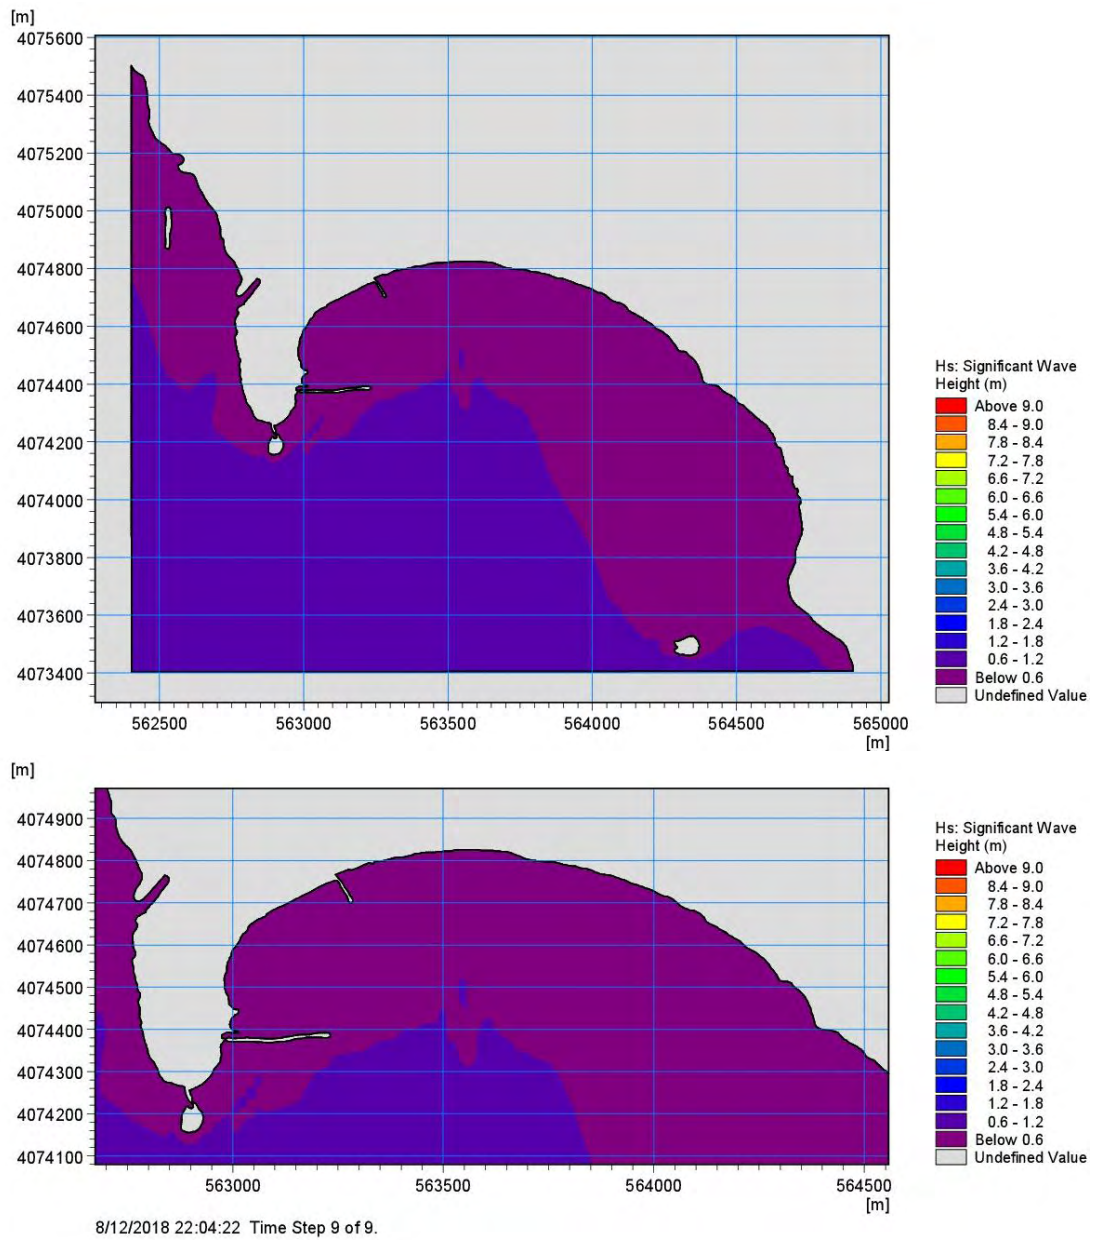 [m]
4075600
4075400
4075200
4075000
4074800
4074600
4074400
4074200
4074000
4073800
4073600
4073400
562500 563000 563500 564000 564500 565000
[m]
Hs: Significant Wave
Height (m)
Above 9.0
8.4 - 9.0
7.8 - 8.4
7.2 - 7.8
6.6 - 7.2
6.0 - 6.6
5.4 - 6.0
4.8 - 5.4
4.2 - 4.8
3.6 - 4.2
3.0 - 3.6
2.4 - 3.0
1.8 - 2.4
1.2 - 1.8
0.6 - 1.2
Below 0.6
Undefined Value
[m]
4074900
4074800
4074700
4074600
4074500
4074400
4074300
4074200
4074100
563000 563500 564000 564500
[m]
Hs: Significant Wave
Height (m)
Above 9.0
8.4 - 9.0
7.8 - 8.4
7.2 - 7.8
6.6 - 7.2
6.0 - 6.6
5.4 - 6.0
4.8 - 5.4
4.2 - 4.8
3.6 - 4.2
3.0 - 3.6
2.4 - 3.0
1.8 - 2.4
1.2 - 1.8
0.6 - 1.2
Below 0.6
Undefined Value
8/12/2018 22:04:22 Time Step 9 of 9.